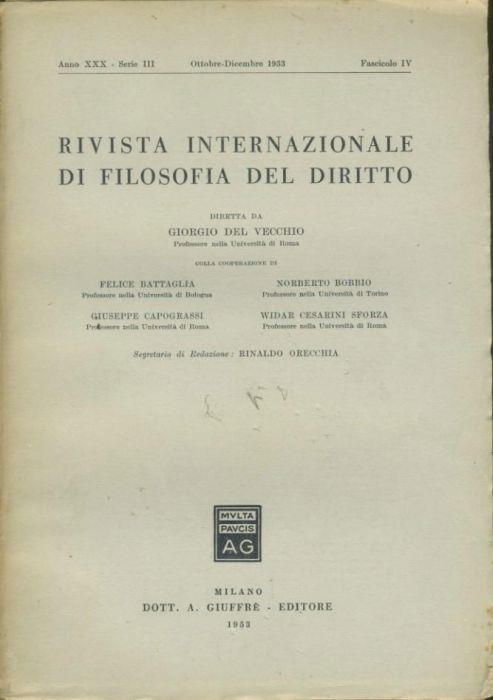 Anno XXX - Serie III Ottobre-Dicembre 1953 Fascicolo IV
RIVISTA INTERNAZIONALE
DI FILOSOFIA DEL DIRITTO
DIRETTA DA
GIORGIO DEL VECCHIO
Professore nella Università di Roma
COLLA COOPERAZIONE DI
FELICE BATTAGLIA NORBERTO BOBBIO
Professore nella Università di Bologna Professore nella Università di Torino
GIUSEPPE CAPOGRASSI WIDAR CESARINI SFORZA
Professore nella Università di Roma Professore nella Università di Roma
Segretario di Redazione: RINALDO ORECCHIA
MVLTA
PAVCIS
AG
MILANO
DOTT. A. GIUFFRÈ - EDITORE
1953